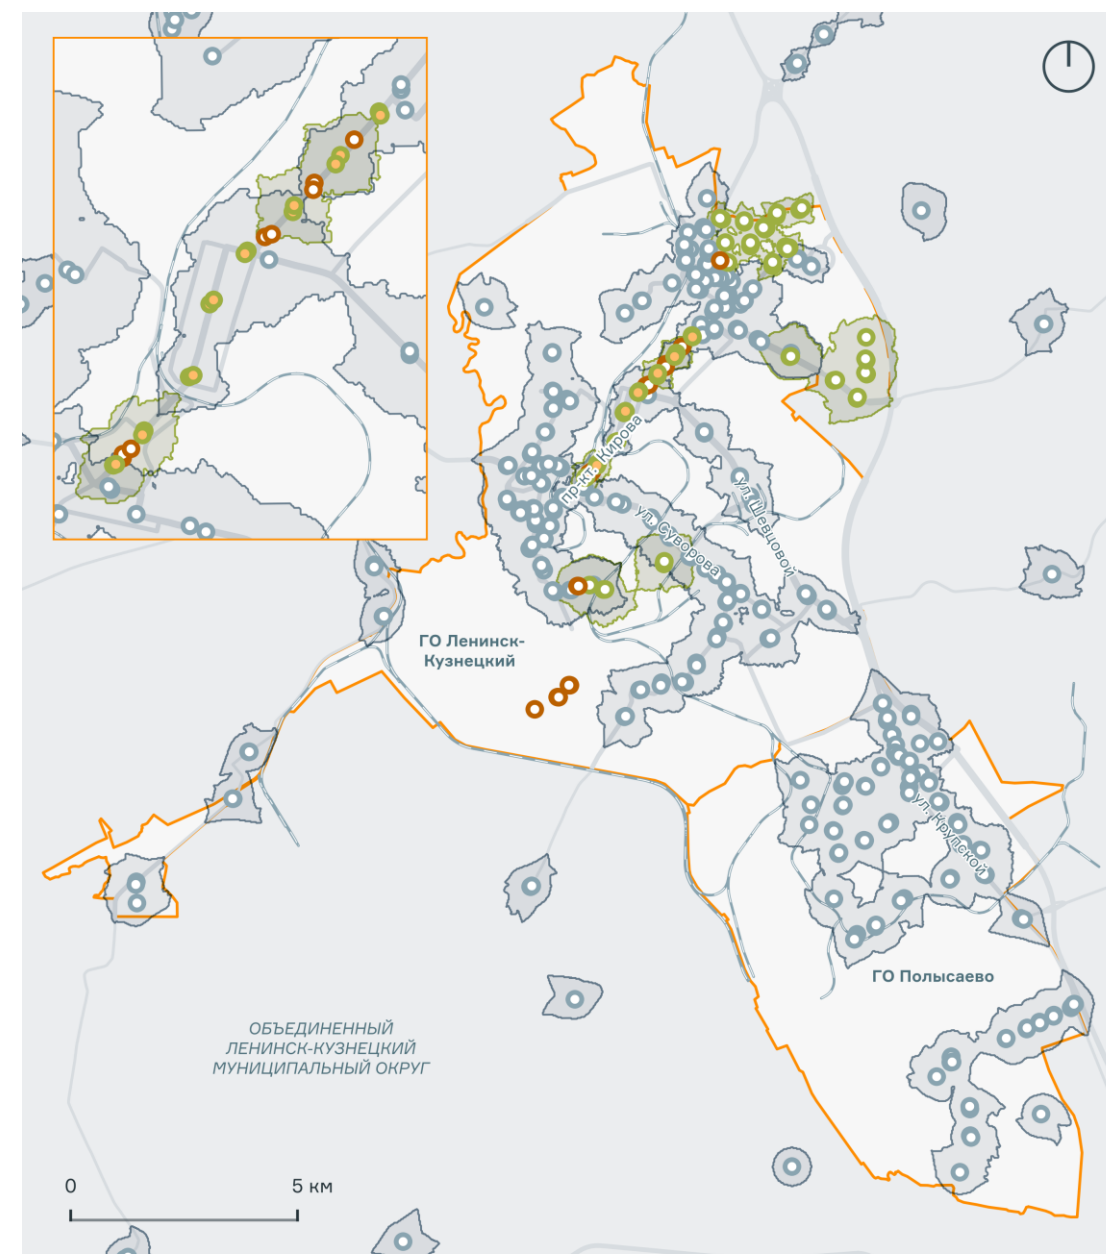 пр-кт. Кирова
ул. Суворова
ул. Шевцовой
ГО Ленинск-
Кузнецкий
ул. Крупской
ГО Полысаево
ОБЪЕДИНЕННЫЙ
ЛЕНИНСК-КУЗНЕЦКИЙ
МУНИЦИПАЛЬНЫЙ ОКРУГ
0 5 км